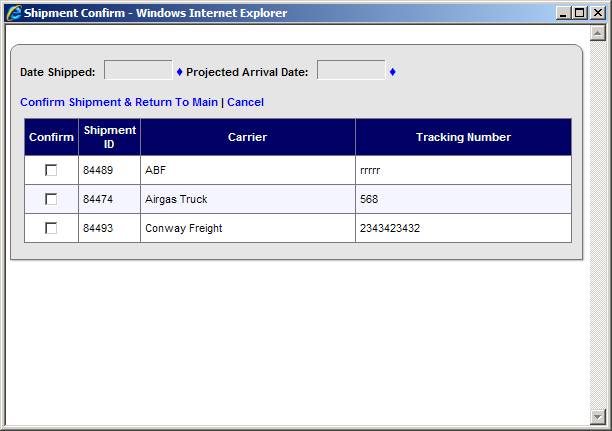 Shipment Confirm - Windows Internet Explorer
Date Shipped: Projected Arrival Date:
Confirm Shipment & Return To Main | Cancel
Confirm Shipment ID Carrier Tracking Number
84489 ABF rrrrr
84474 Airgas Truck 568
84493 Conway Freight 2343423432